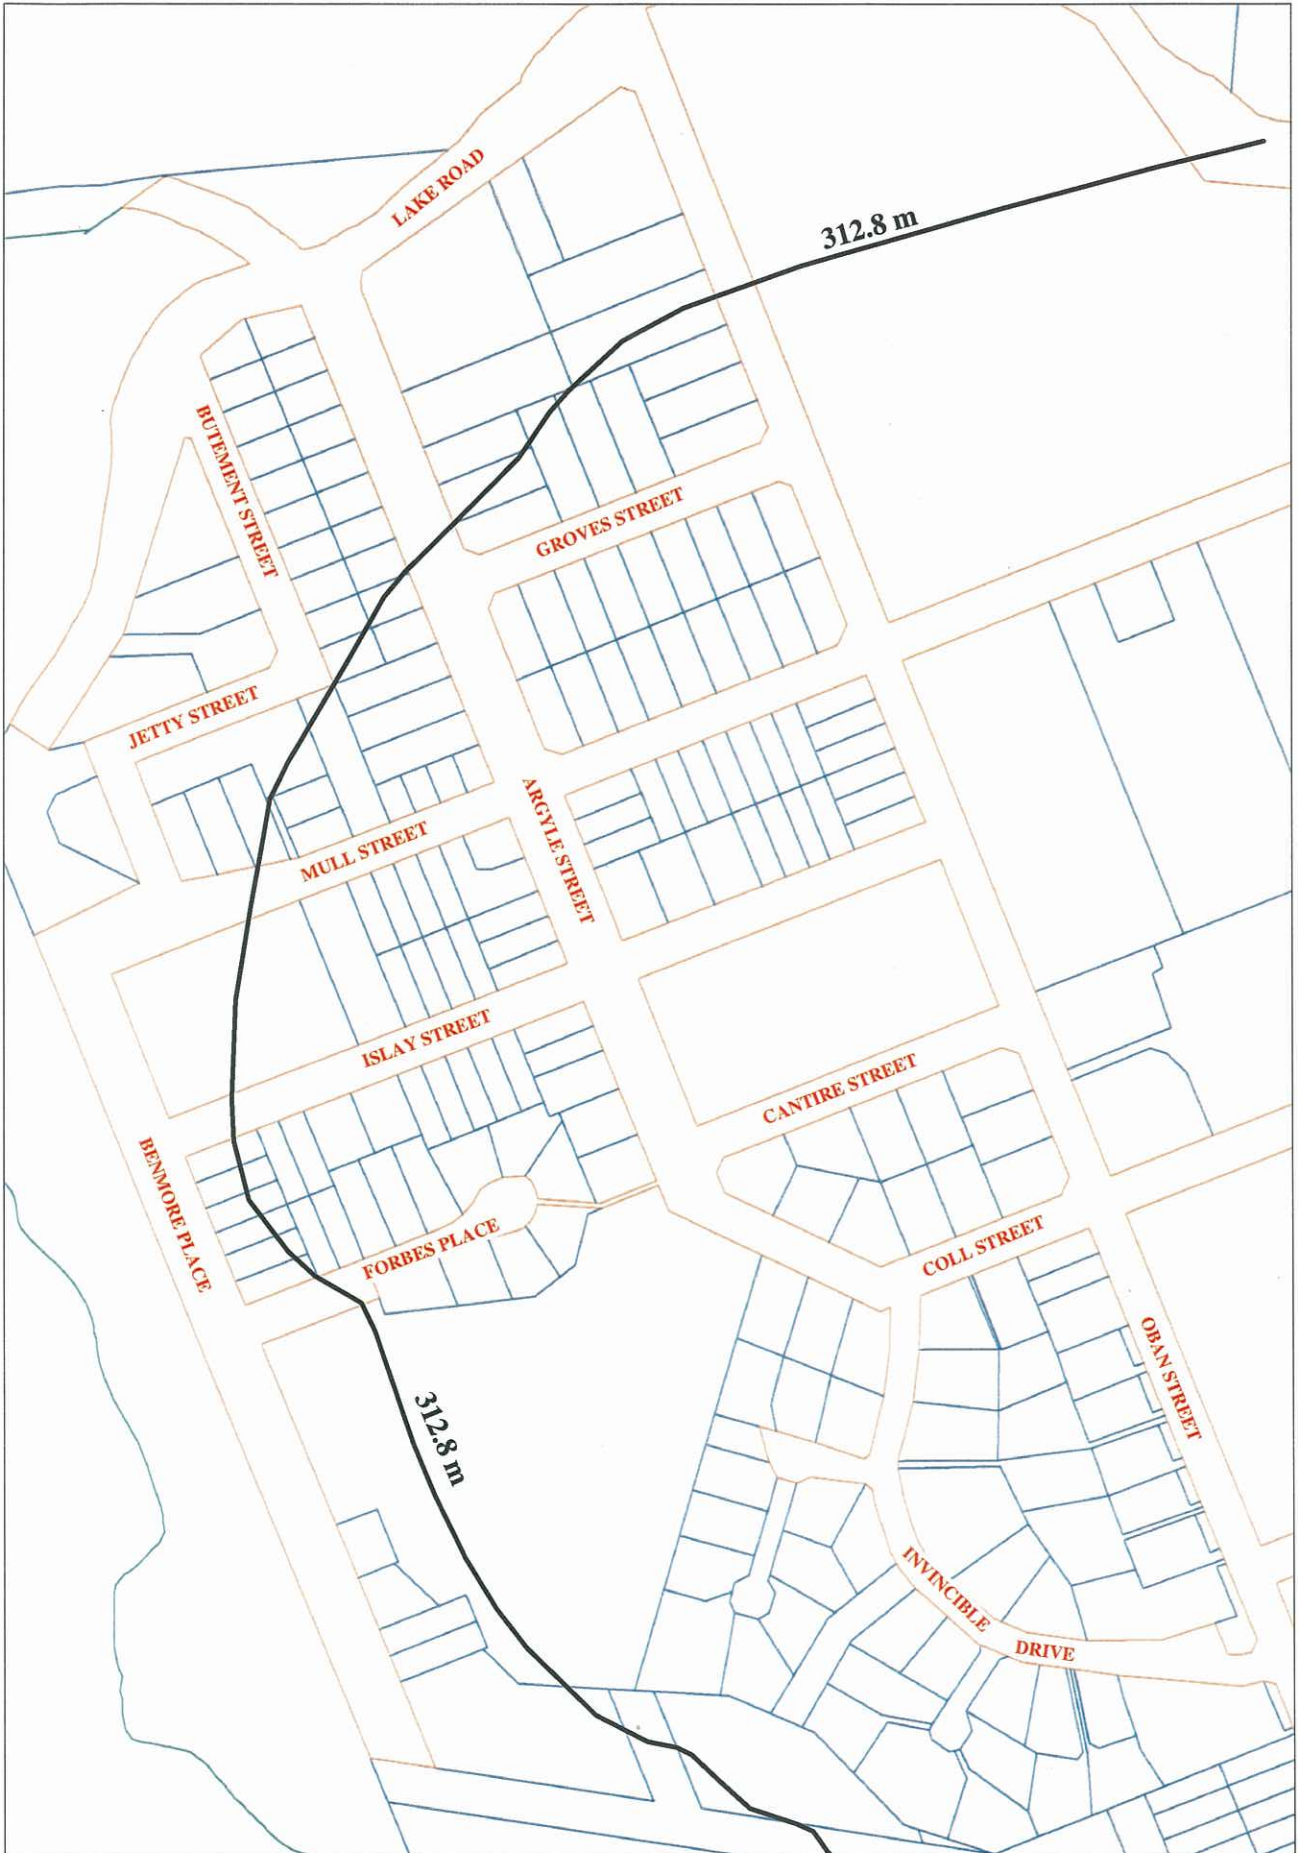 LAKE ROAD
312.8 m
BUTEMENT STREET
GROVES STREET
JETTY STREET
ARGYLE STREET
MULL STREET
ISLAY STREET
CANTIRE STREET
BENMORE PLACE
FORBES PLACE
COLL STREET
OBAN STREET
312.8 m
INVINCIBLE
DRIVE